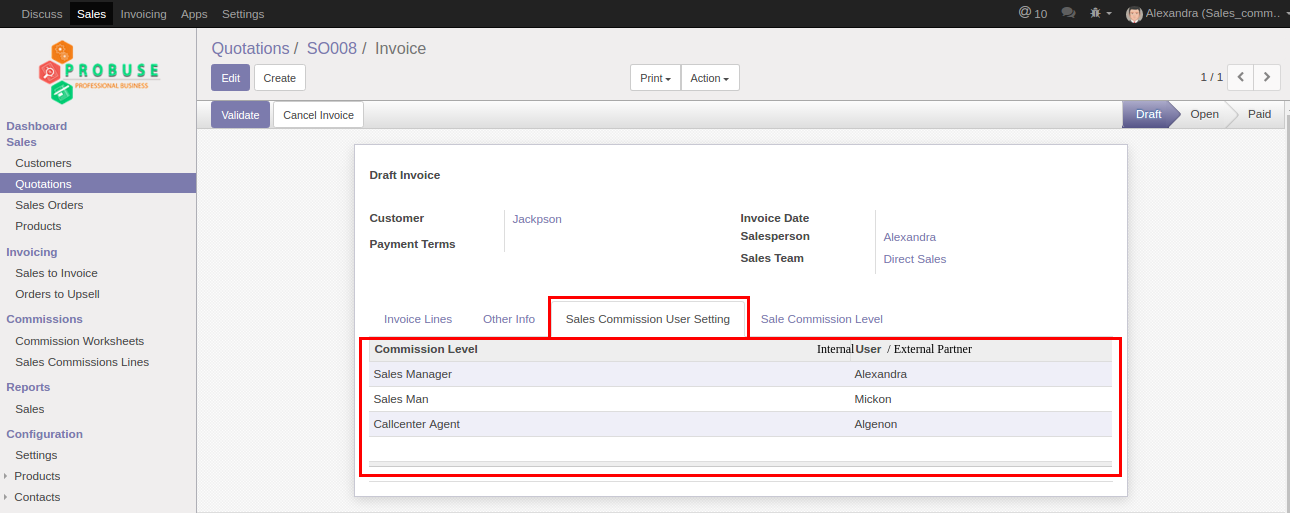 Discuss Sales Invoicing Apps Settings @ 10 Alexandra (Sales_comm..
PROBUSE
PROFESSIONAL BUSINESS
Quotations / SO008 / Invoice
Edit Create Print Action 1 / 1
Validate Cancel Invoice Draft Open Paid
Dashboard
Sales
Customers
Quotations
Sales Orders
Products
Invoicing
Sales to Invoice
Orders to Upsell
Commissions
Commission Worksheets
Sales Commissions Lines
Reports
Sales
Configuration
Settings
Products
Contacts
Draft Invoice
Customer Jackpson
Payment Terms
Invoice Date
Salesperson Alexandra
Sales Team Direct Sales
Invoice Lines Other Info Sales Commission User Setting Sale Commission Level
Commission Level Internal User / External Partner
Sales Manager Alexandra
Sales Man Mickon
Callcenter Agent Algenon